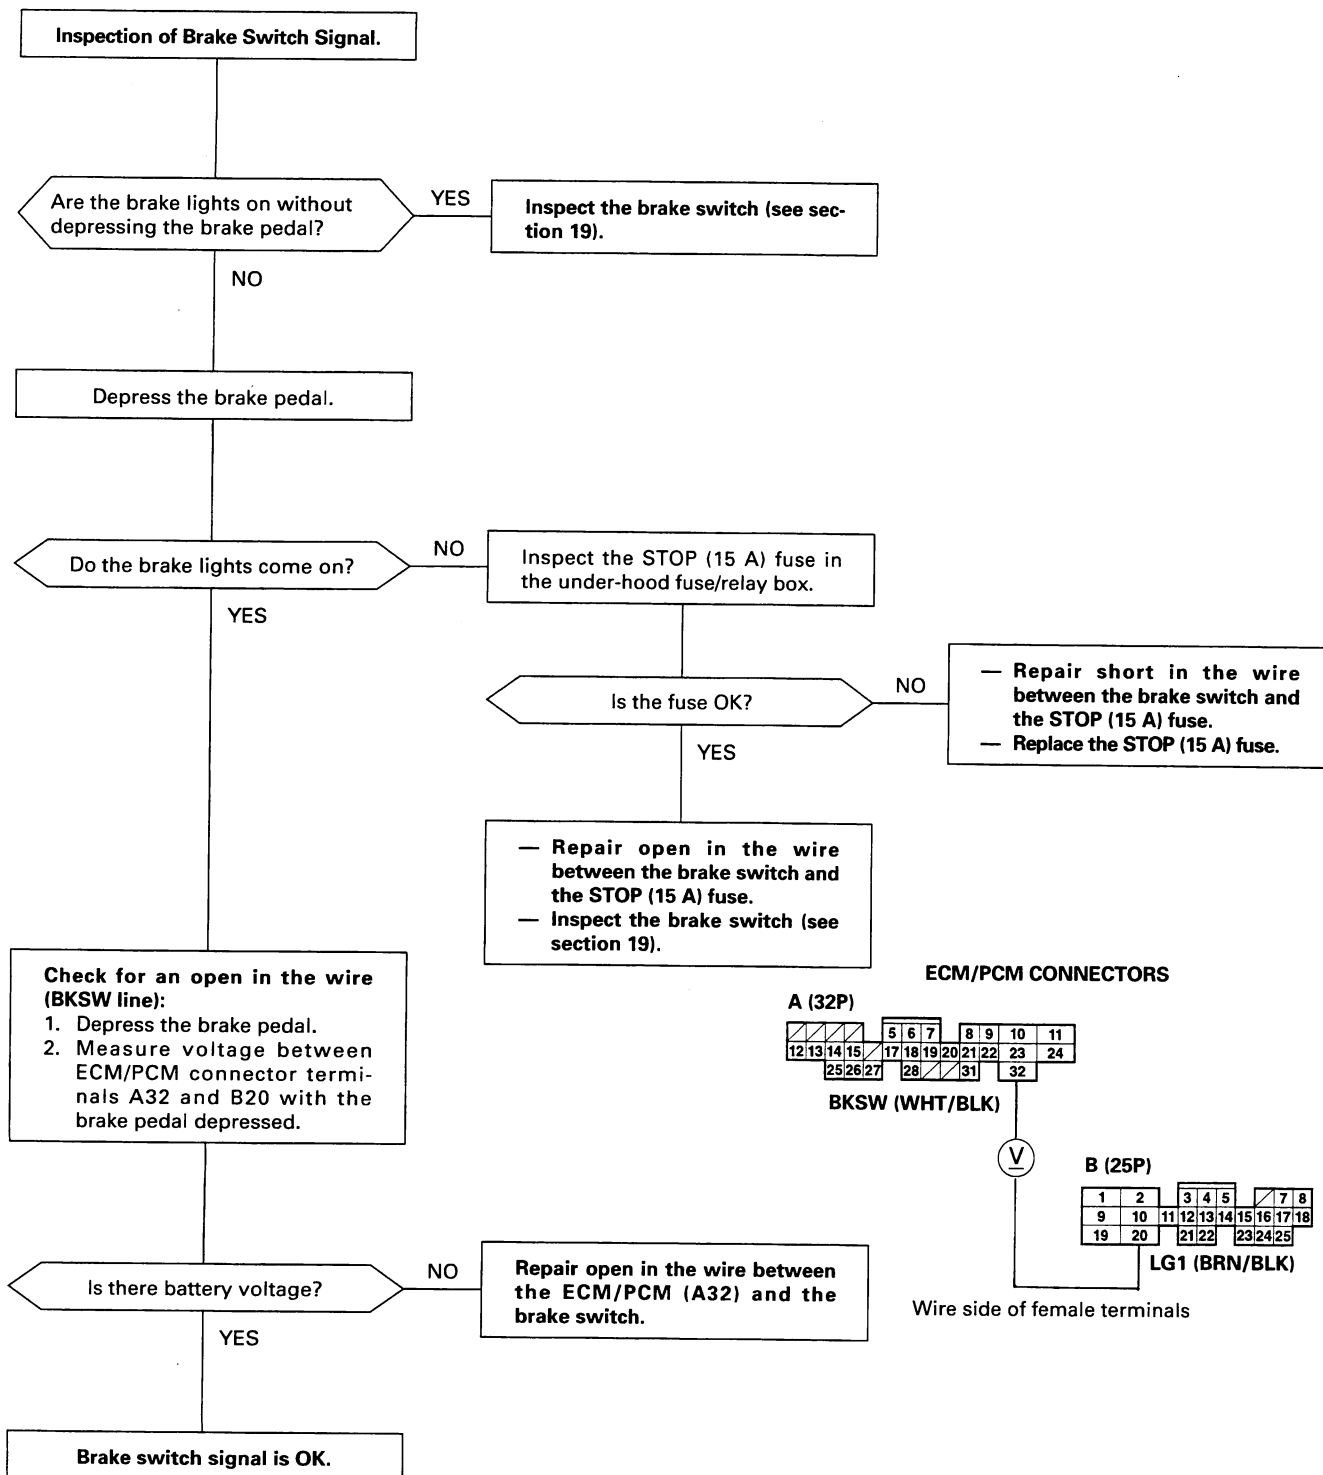 Inspection of Brake Switch Signal.
Are the brake lights on without
depressing the brake pedal?
YES
Inspect the brake switch (see sec-
tion 19).
NO
Depress the brake pedal.
Do the brake lights come on?
NO
Inspect the STOP (15 A) fuse in
the under-hood fuse/relay box.
YES
Is the fuse OK?
NO
— Repair short in the wire
between the brake switch and
the STOP (15 A) fuse.
— Replace the STOP (15 A) fuse.
YES
— Repair open in the wire
between the brake switch and
the STOP (15 A) fuse.
— Inspect the brake switch (see
section 19).
Check for an open in the wire
(BKSW line):
1. Depress the brake pedal.
2. Measure voltage between
ECM/PCM connector termi-
nals A32 and B20 with the
brake pedal depressed.
ECM/PCM CONNECTORS
A (32P)
5 6 7 8 9 10 11
12 13 14 15 17 18 19 20 21 22 23 24
25 26 27 28 31 32
BKSW (WHT/BLK)
V
B (25P)
1 2 3 4 5 7 8
9 10 11 12 13 14 15 16 17 18
19 20 21 22 23 24 25
LG1 (BRN/BLK)
Wire side of female terminals
Is there battery voltage?
NO
Repair open in the wire between
the ECM/PCM (A32) and the
brake switch.
YES
Brake switch signal is OK.